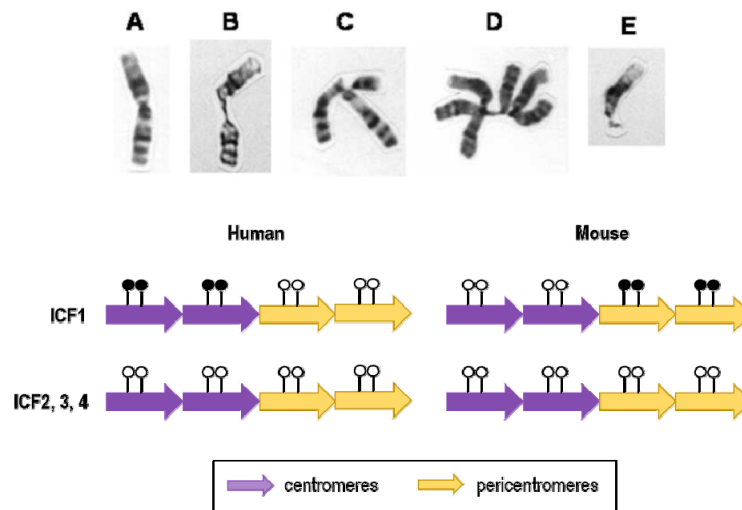 A B C D E
Human Mouse
ICF1
ICF2, 3, 4
centromeres pericentromeres